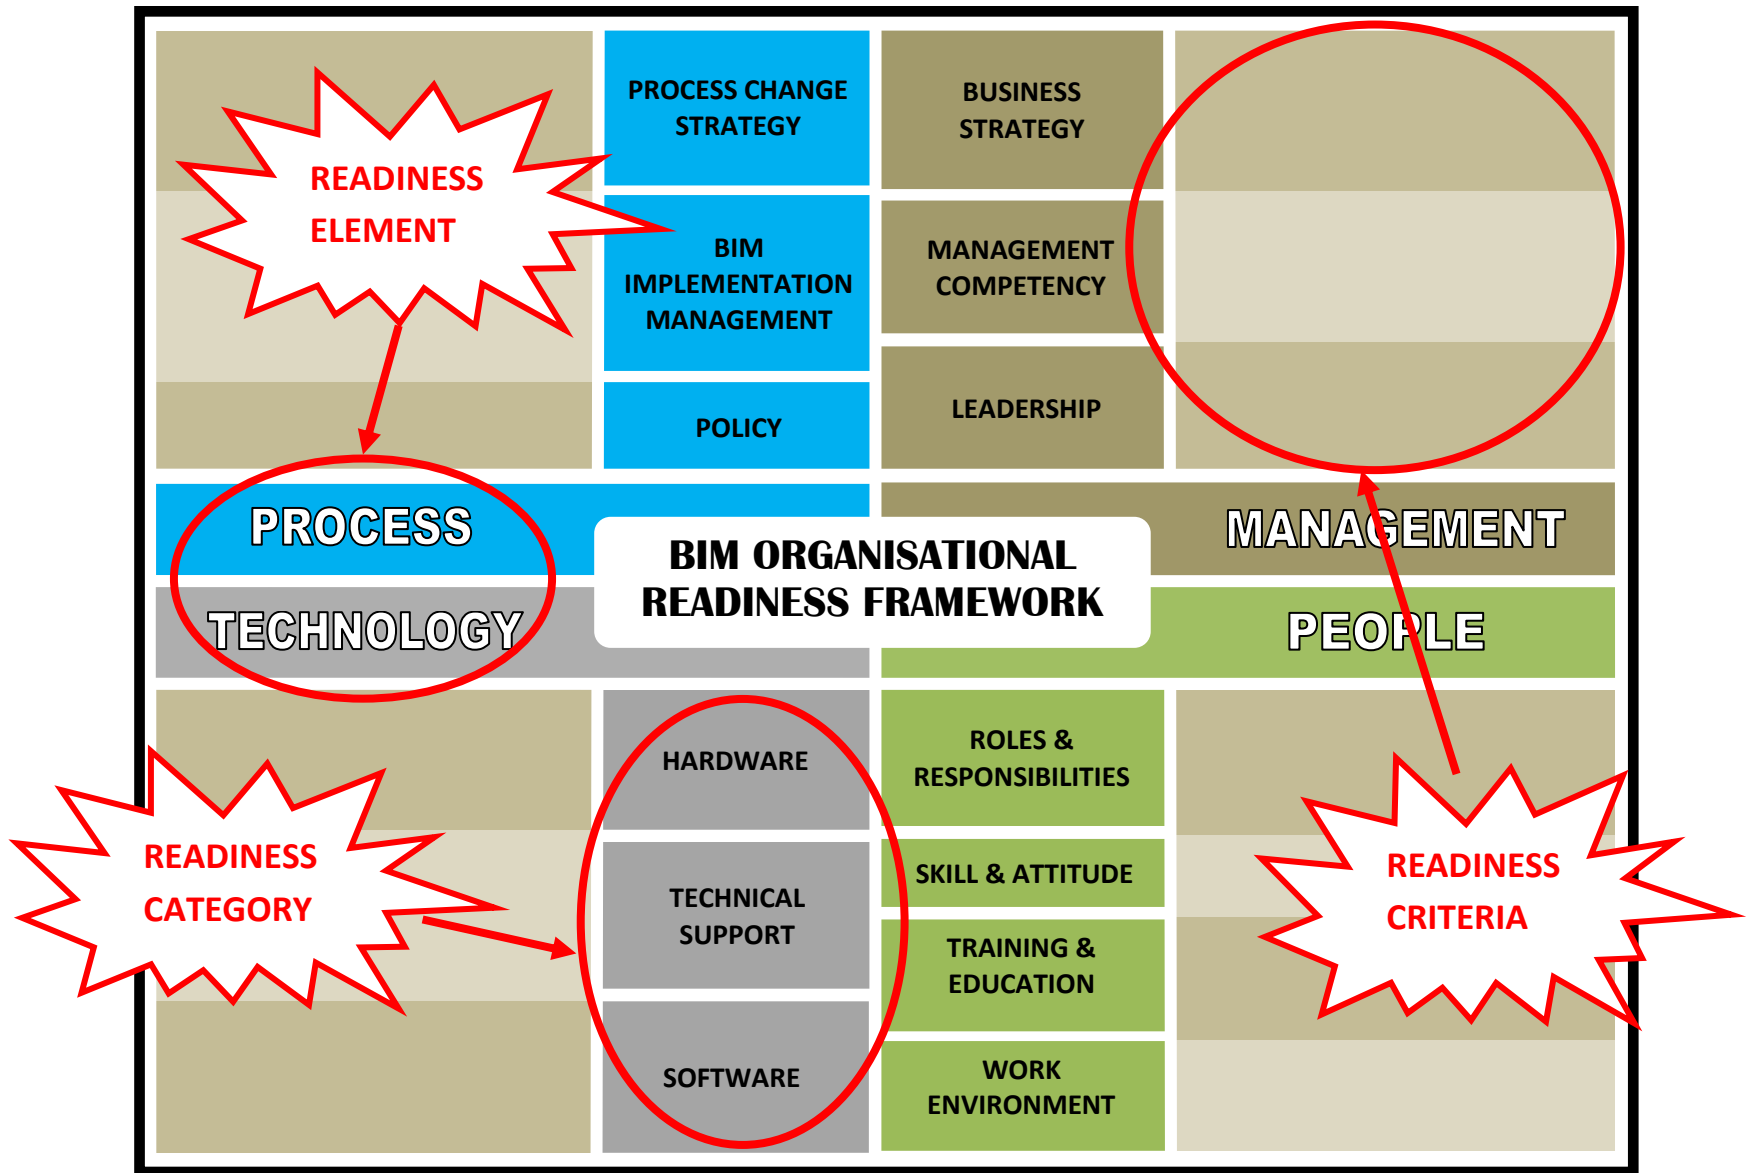 PROCESS CHANGE
STRATEGY
BUSINESS
STRATEGY
READINESS
ELEMENT
BIM
IMPLEMENTATION
MANAGEMENT
MANAGEMENT
COMPETENCY
POLICY
LEADERSHIP
PROCESS
MANAGEMENT
BIM ORGANISATIONAL
READINESS FRAMEWORK
TECHNOLOGY
PEOPLE
HARDWARE
ROLES &
RESPONSIBILITIES
READINESS
CATEGORY
TECHNICAL
SUPPORT
SKILL & ATTITUDE
READINESS
CRITERIA
TRAINING &
EDUCATION
SOFTWARE
WORK
ENVIRONMENT